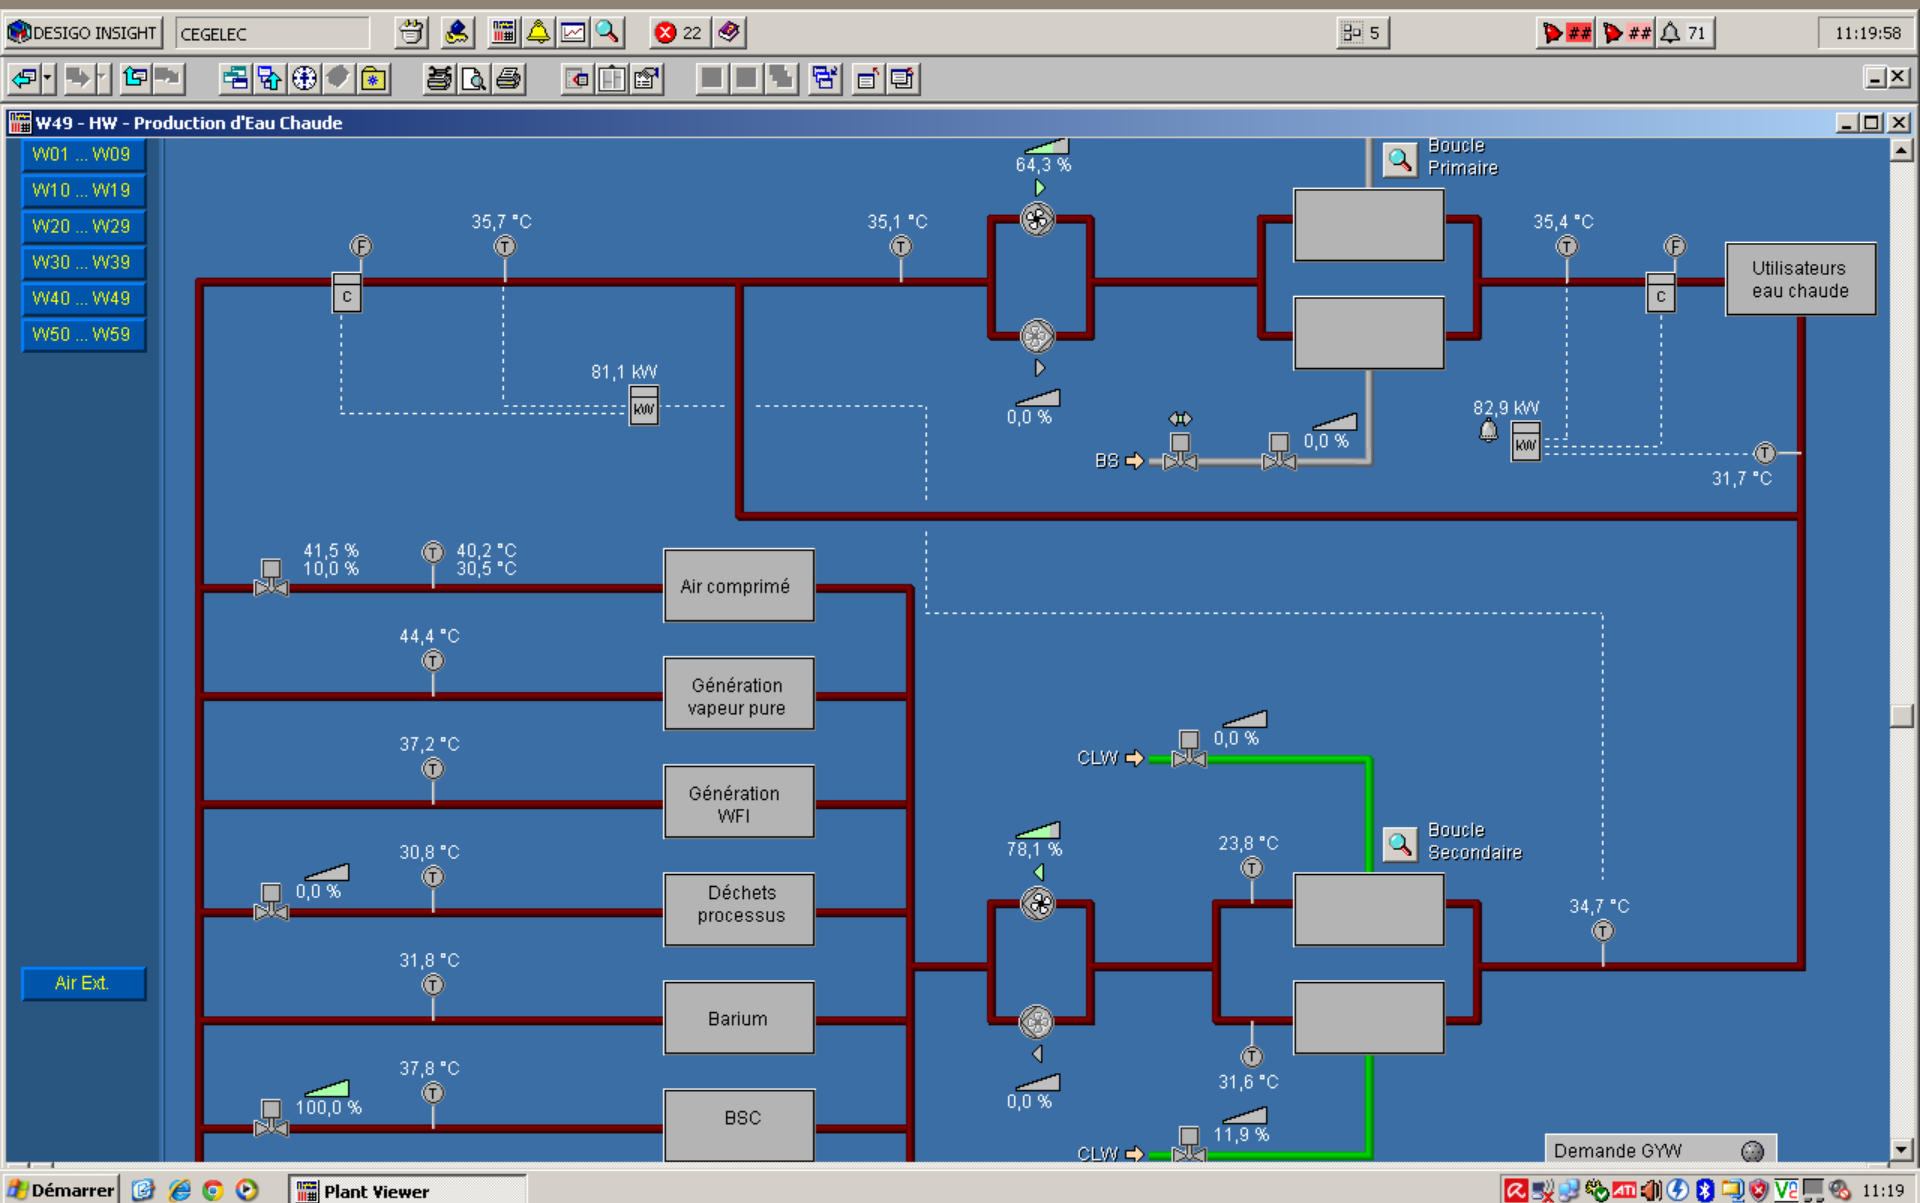 DESIGO INSIGHT
CEGELEC
22
5
##
##
71
11:19:58
W49 - HW - Production d'Eau Chaude
W01 ... W09
W10 ... W19
W20 ... W29
W30 ... W39
W40 ... W49
W50 ... W59
Air Ext.
64,3 %
Boucle
Primaire
35,7 °C
35,1 °C
35,4 °C
F
T
T
T
F
C
C
Utilisateurs
eau chaude
81,1 kW
kW
0,0 %
BS
0,0 %
82,9 kW
kW
T
31,7 °C
41,5 %
10,0 %
T
40,2 °C
30,5 °C
Air comprimé
44,4 °C
T
Génération
vapeur pure
37,2 °C
T
Génération
WFI
CLW
0,0 %
30,8 °C
T
0,0 %
Déchets
processus
78,1 %
23,8 °C
T
Boucle
Secondaire
34,7 °C
T
31,8 °C
T
Barium
T
31,6 °C
0,0 %
37,8 °C
T
100,0 %
BSC
CLW
11,9 %
Demande GYW
Démarrer
Plant Viewer
ATI
V2
11:19